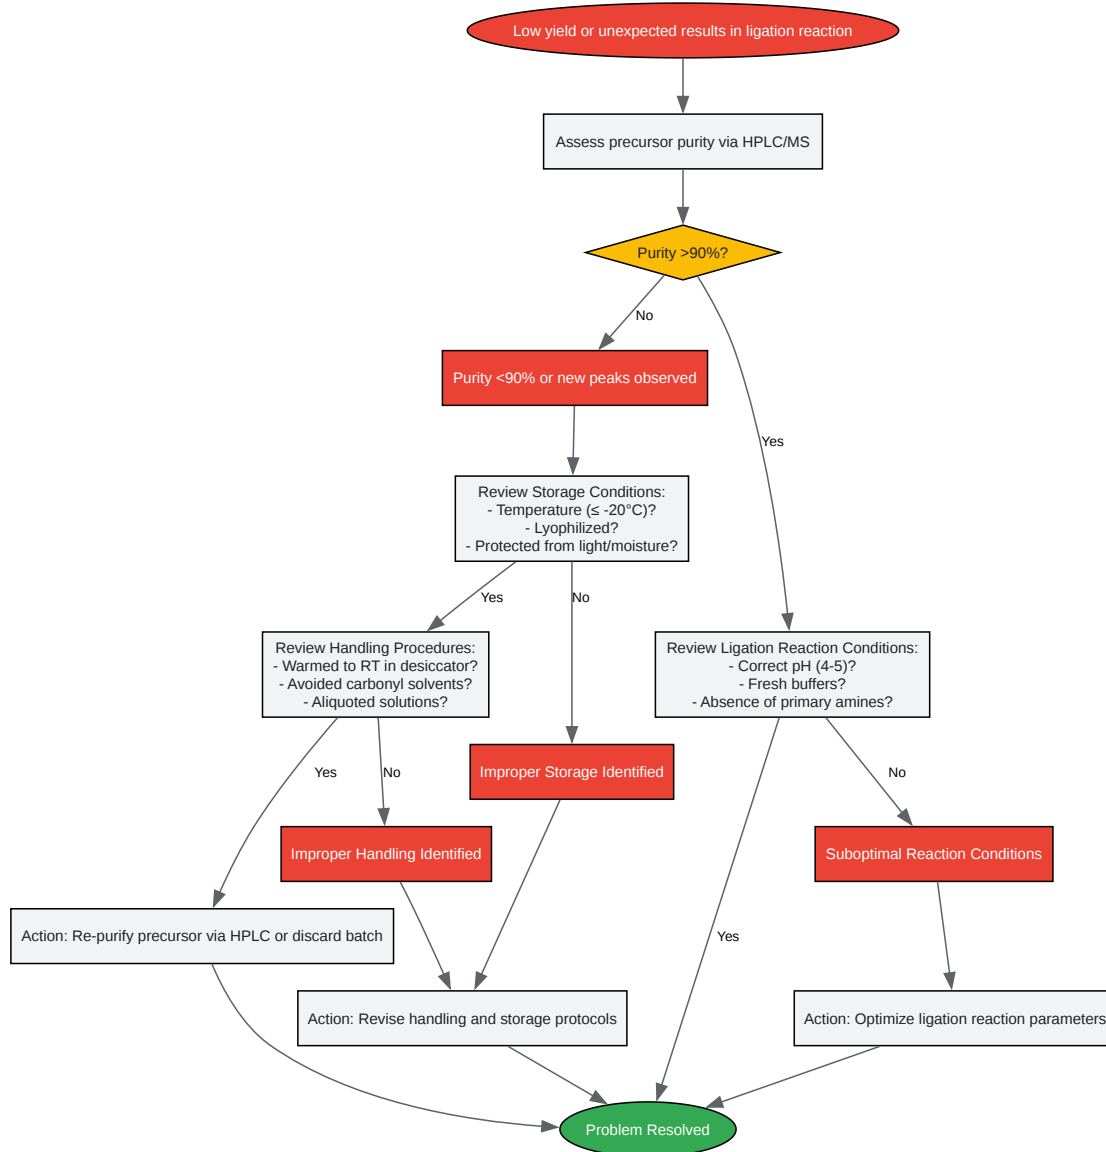 Low yield or unexpected results in ligation reaction
Assess precursor purity via HPLC/MS
Purity >90%?
No
Purity <90% or new peaks observed
Yes
Review Storage Conditions:
- Temperature (≤ -20°C)?
- Lyophilized?
- Protected from light/moisture?
Yes
No
Review Handling Procedures:
- Warmed to RT in desiccator?
- Avoided carbonyl solvents?
- Aliquoted solutions?
Review Ligation Reaction Conditions:
- Correct pH (4-5)?
- Fresh buffers?
- Absence of primary amines?
Yes
No
Improper Storage Identified
No
Improper Handling Identified
Suboptimal Reaction Conditions
Action: Re-purify precursor via HPLC or discard batch
Yes
Action: Revise handling and storage protocols
Action: Optimize ligation reaction parameters
Problem Resolved